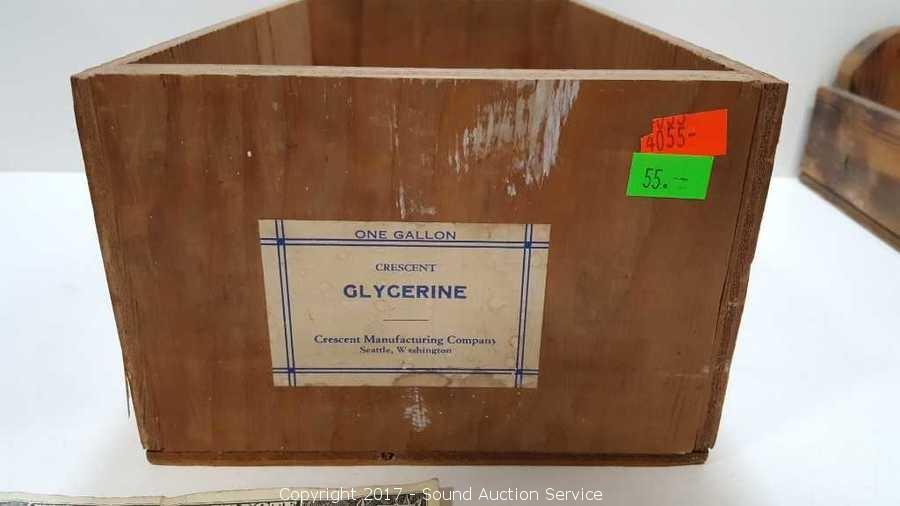 4055-
55.--
ONE GALLON
CRESCENT
GLYCERINE
Crescent Manufacturing Company
Seattle, Washington
Copyright 2017 - Sound Auction Service